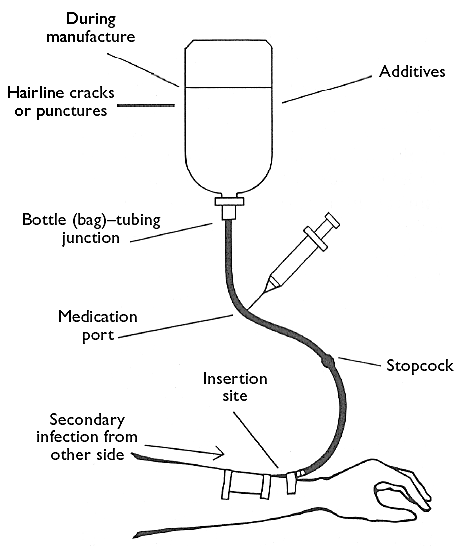 During
manufacture
Additives
Hairline cracks
or punctures
Bottle (bag)–tubing
junction
Medication
port
Stopcock
Insertion
site
Secondary
infection from
other side